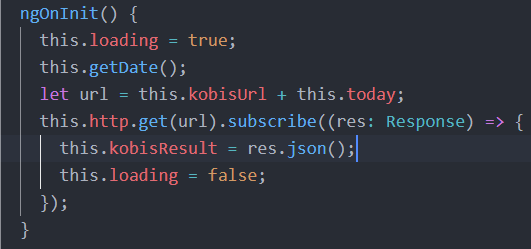 ngOnInit() {
this.loading = true;
this.getDate();
let url = this.kobisUrl + this.today;
this.http.get(url).subscribe((res: Response) => {
this.kobisResult = res.json();
this.loading = false;
});
}